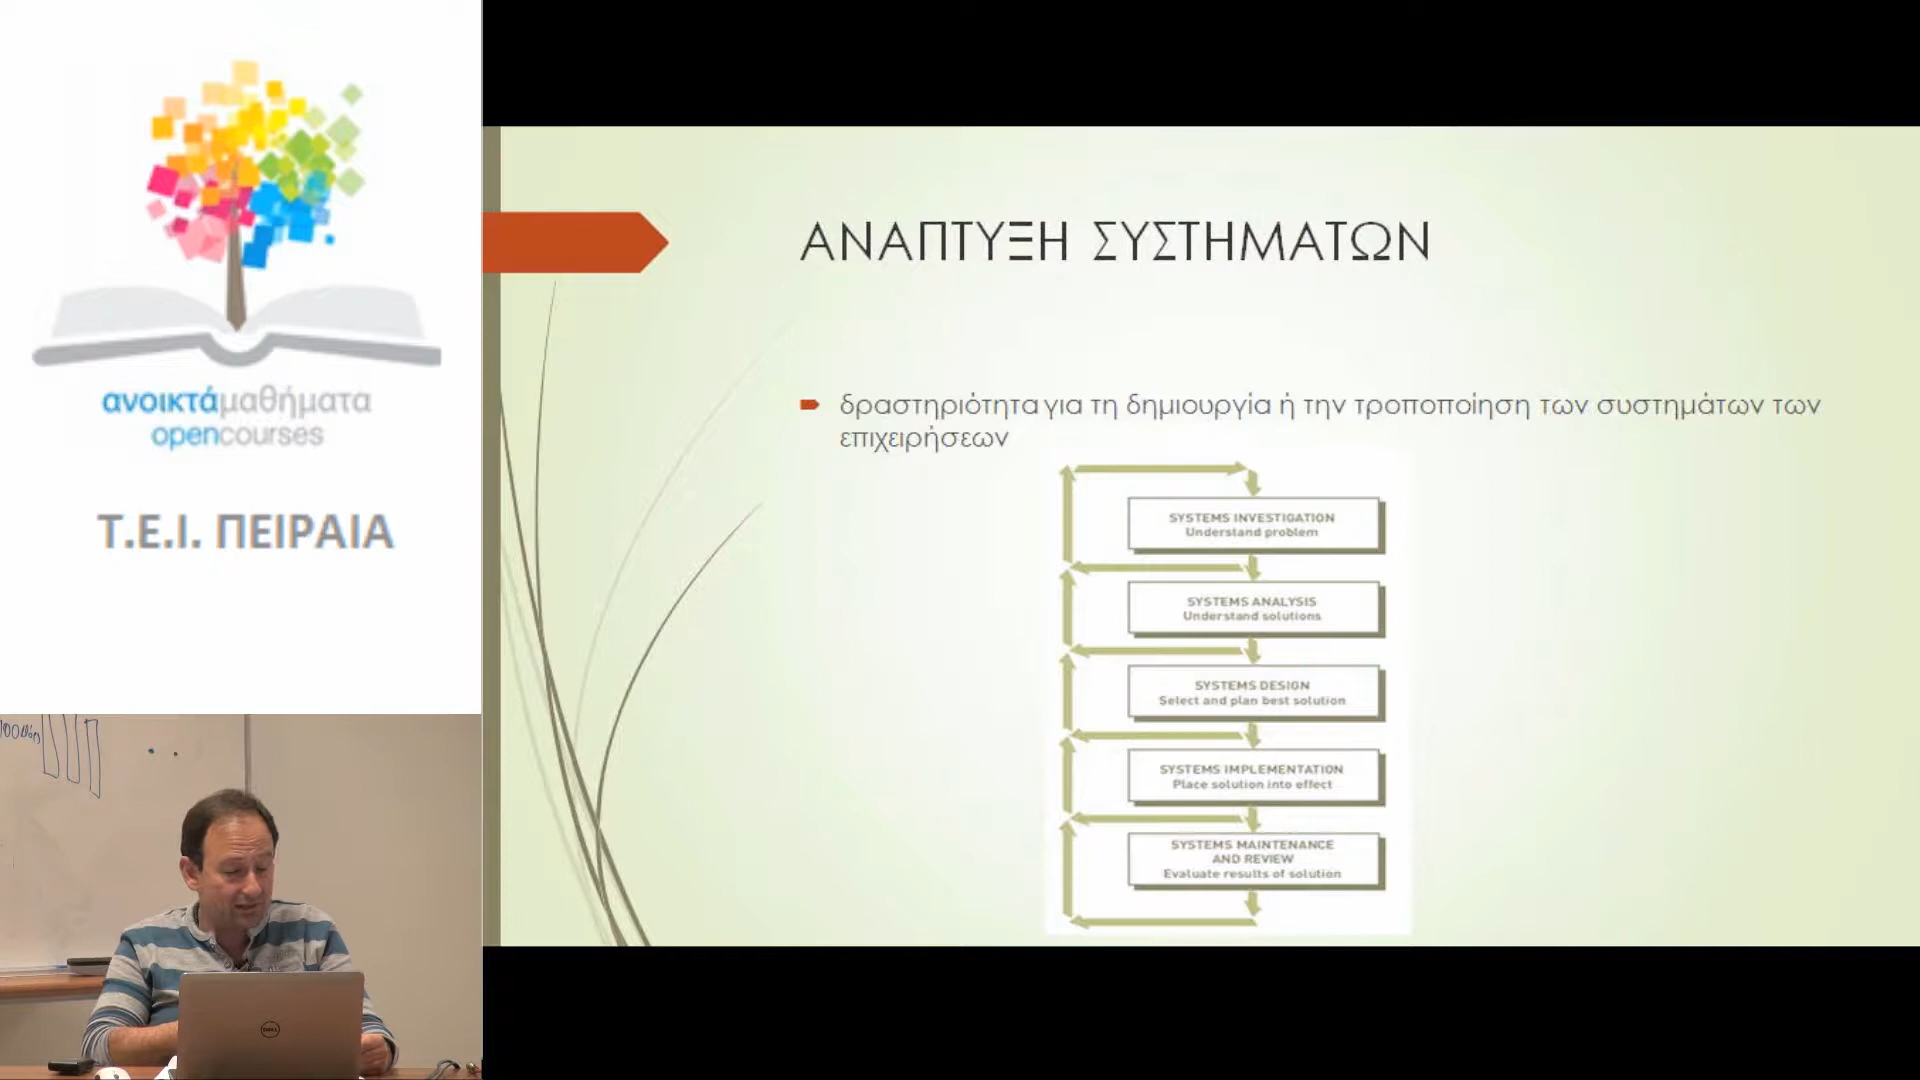 ανοικτάμαθήματα
opencourses
Τ.Ε.Ι. ΠΕΙΡΑΙΑ
100%
ΑΝΑΠΤΥΞΗ ΣΥΣΤΗΜΑΤΩΝ
δραστηριότητα για τη δημιουργία ή την τροποποίηση των συστημάτων των
επιχειρήσεων
SYSTEMS INVESTIGATION
Understand problem
SYSTEMS ANALYSIS
Understand solutions
SYSTEMS DESIGN
Select and plan best solution
SYSTEMS IMPLEMENTATION
Place solution into effect
SYSTEMS MAINTENANCE
AND REVIEW
Evaluate results of solution
DELL